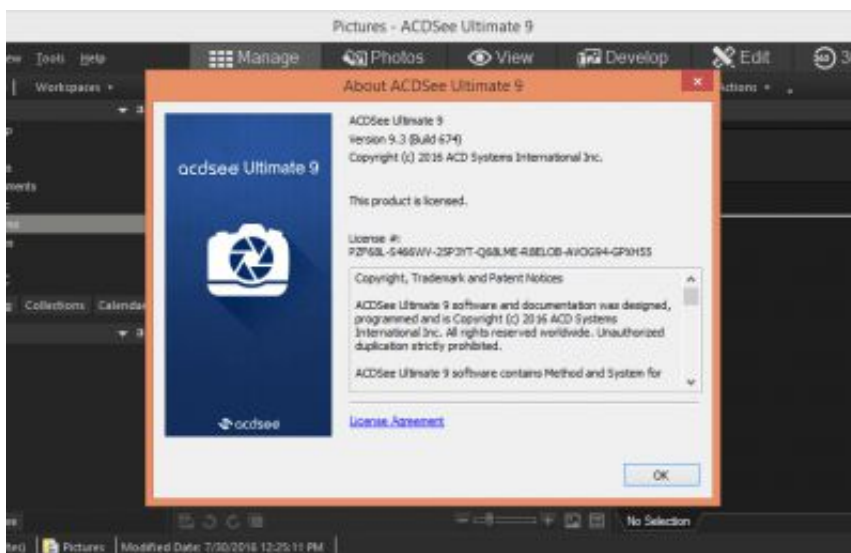 Pictures - ACDSee Ultimate 9
Tools Help
Manage
Photos
View
Develop
Edit
Workspaces
About ACDSee Ultimate 9
Actions
acdsee Ultimate 9
ACDSee Ultimate 9
Version 9.3 (Build 674)
Copyright (c) 2016 ACD Systems International Inc.
This product is licensed.
License #:
Copyright, Trademark and Patent Notices
ACDSee Ultimate 9 software and documentation was designed,
programmed and is Copyright (c) 2016 ACD Systems
International Inc. All rights reserved worldwide. Unauthorized
duplication strictly prohibited.
ACDSee Ultimate 9 software contains Method and System for
Collections Calendar
acdsee
License Agreement
OK
No Selection
Pictures
Modified Date: 7/30/2016 12:25:11 PM